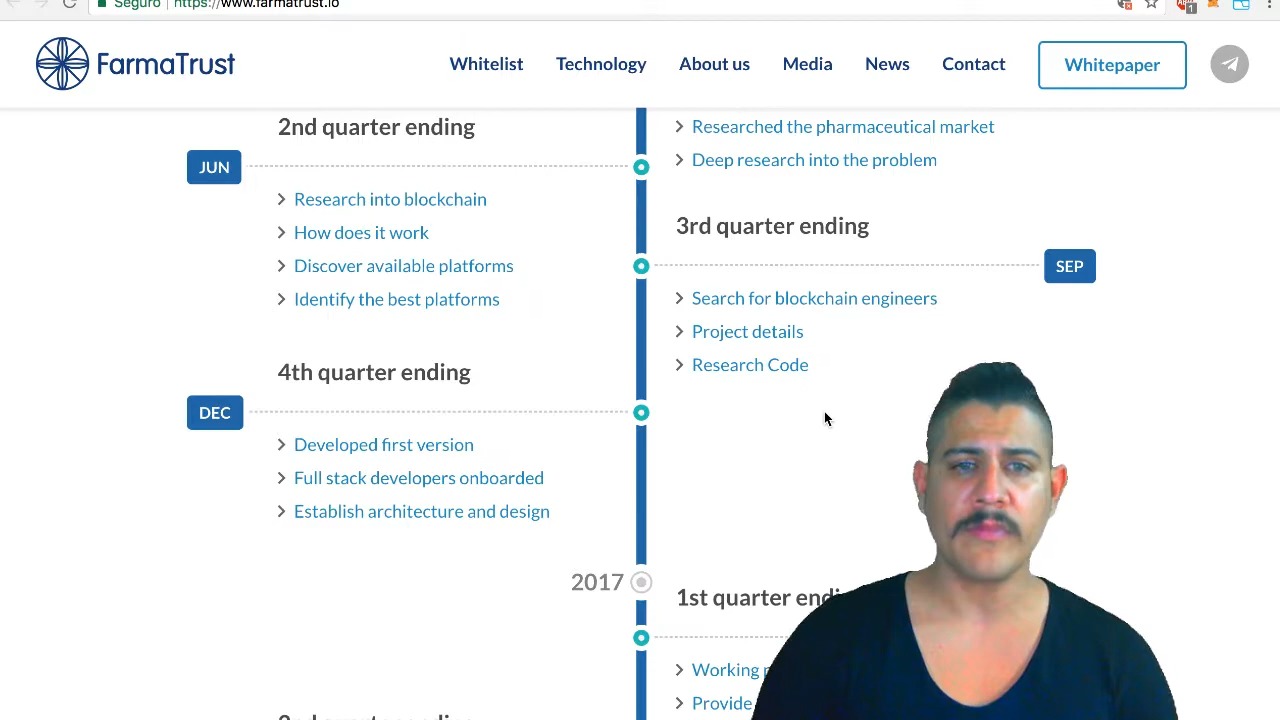 Seguro https://www.farmatrust.io
FarmaTrust
Whitelist Technology About us Media News Contact Whitepaper
2nd quarter ending
JUN
Research into blockchain
How does it work
Discover available platforms
Identify the best platforms
Researched the pharmaceutical market
Deep research into the problem
3rd quarter ending
SEP
Search for blockchain engineers
Project details
Research Code
4th quarter ending
DEC
Developed first version
Full stack developers onboarded
Establish architecture and design
2017
1st quarter
Working
Provide